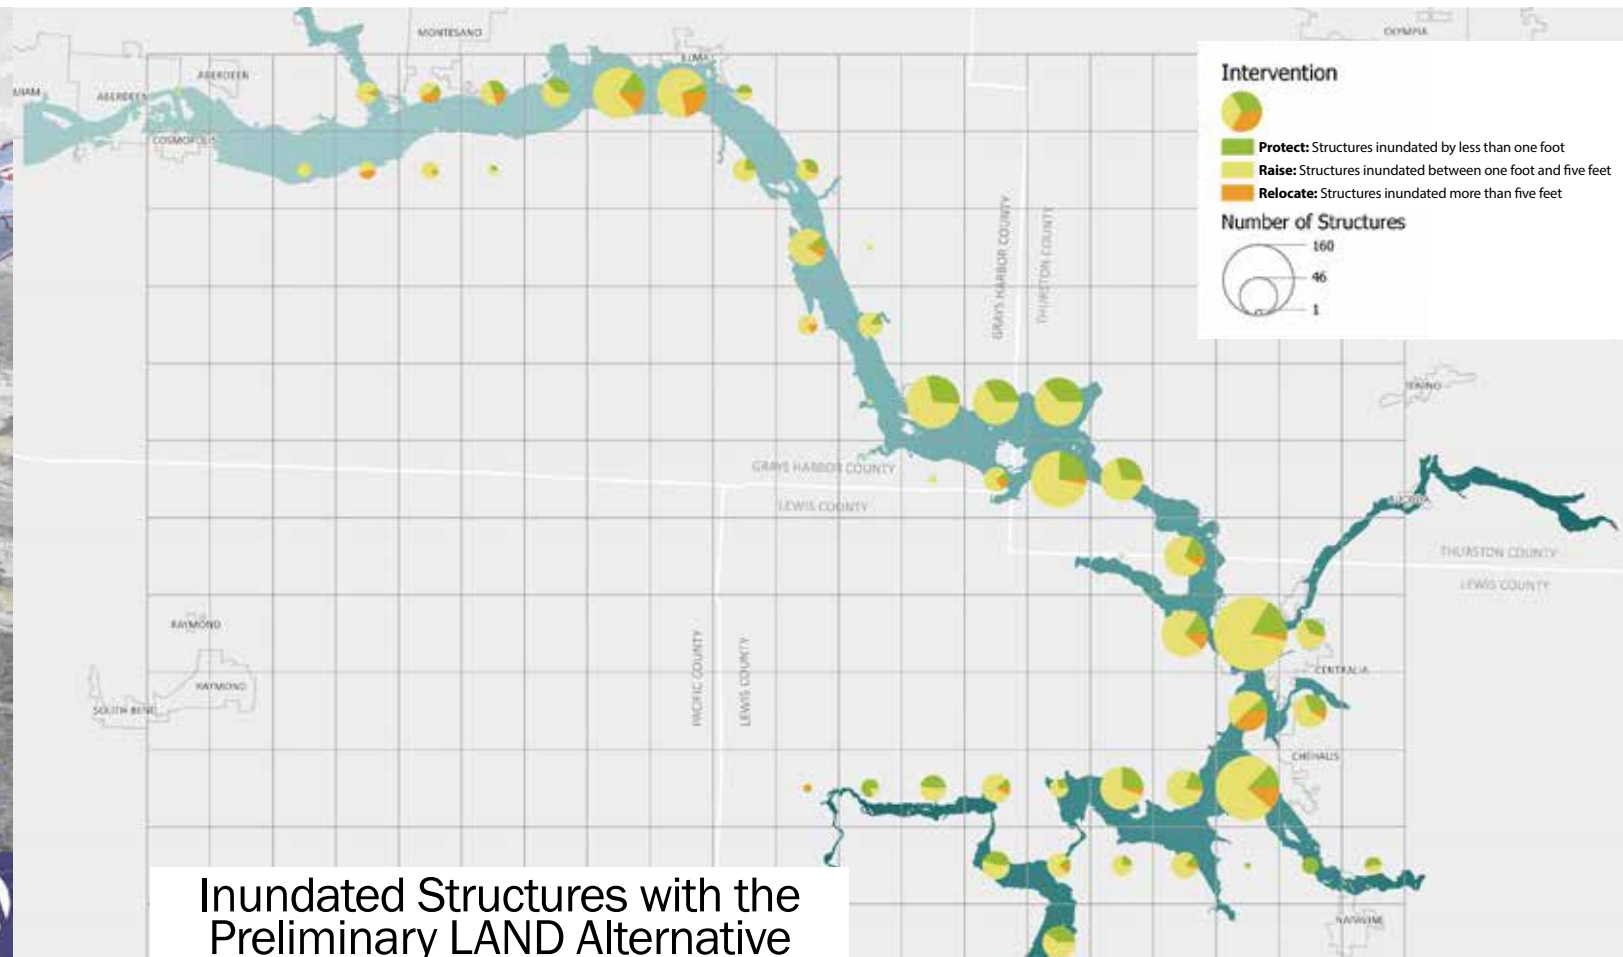 MONTESANO
OLYMPIA
ELMA
ABERDEEN
ABERDEEN
COSMOPOLIS
Intervention
Protect: Structures inundated by less than one foot
Raise: Structures inundated between one foot and five feet
Relocate: Structures inundated more than five feet
Number of Structures
160
46
1
GRAYS HARBOR COUNTY
THURSTON COUNTY
TENINO
GRAYS HARBOR COUNTY
LEWIS COUNTY
BUCODA
THURSTON COUNTY
LEWIS COUNTY
RAYMOND
RAYMOND
SOUTH BEND
PACIFIC COUNTY
LEWIS COUNTY
CENTRALIA
CHEHALIS
NAPAVINE
Inundated Structures with the
Preliminary LAND Alternative